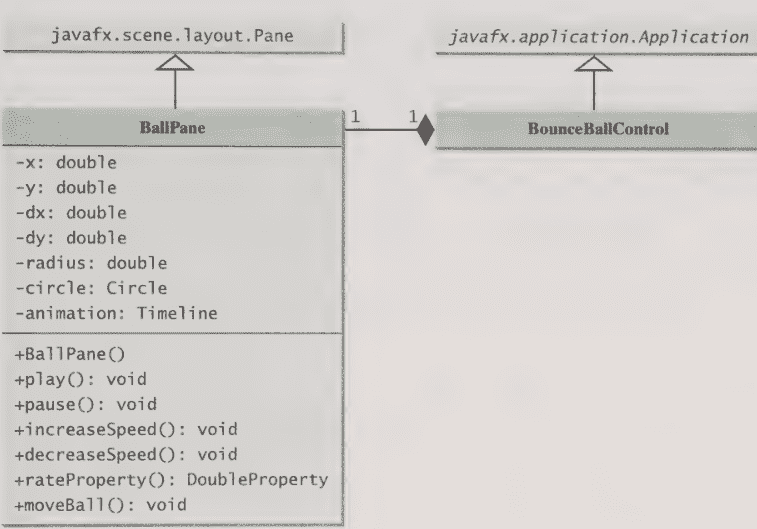 javafx.scene.layout.Pane
javafx.application.Application
BallPane
1
1
BounceBallControl
-x: double
-y: double
-dx: double
-dy: double
-radius: double
-circle: Circle
-animation: Timeline
+BallPane()
+play(): void
+pause(): void
+increaseSpeed(): void
+decreaseSpeed(): void
+rateProperty(): DoubleProperty
+moveBall(): void